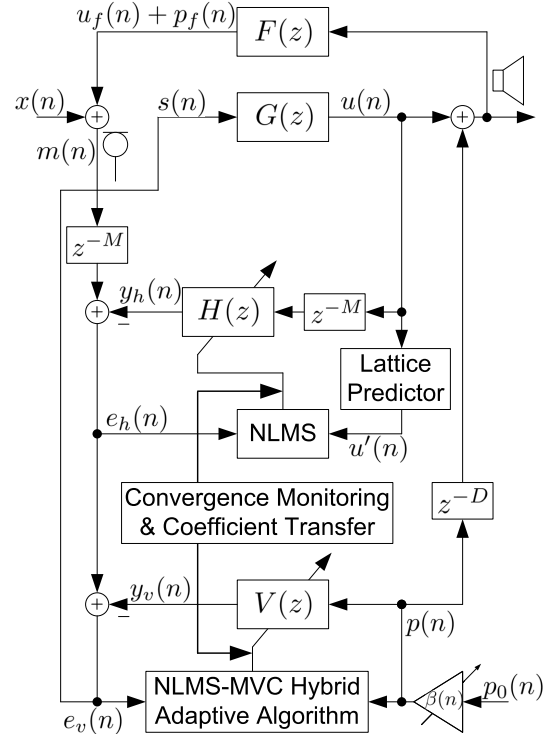 u_f(n) + p_f(n)
F(z)
x(n)
s(n)
G(z)
u(n)
+
+
m(n)
z^{-M}
y_h(n)
H(z)
z^{-M}
+
−
Lattice
Predictor
e_h(n)
NLMS
u'(n)
Convergence Monitoring
& Coefficient Transfer
z^{-D}
y_v(n)
V(z)
+
−
p(n)
NLMS-MVC Hybrid
Adaptive Algorithm
β(n)
p_0(n)
e_v(n)